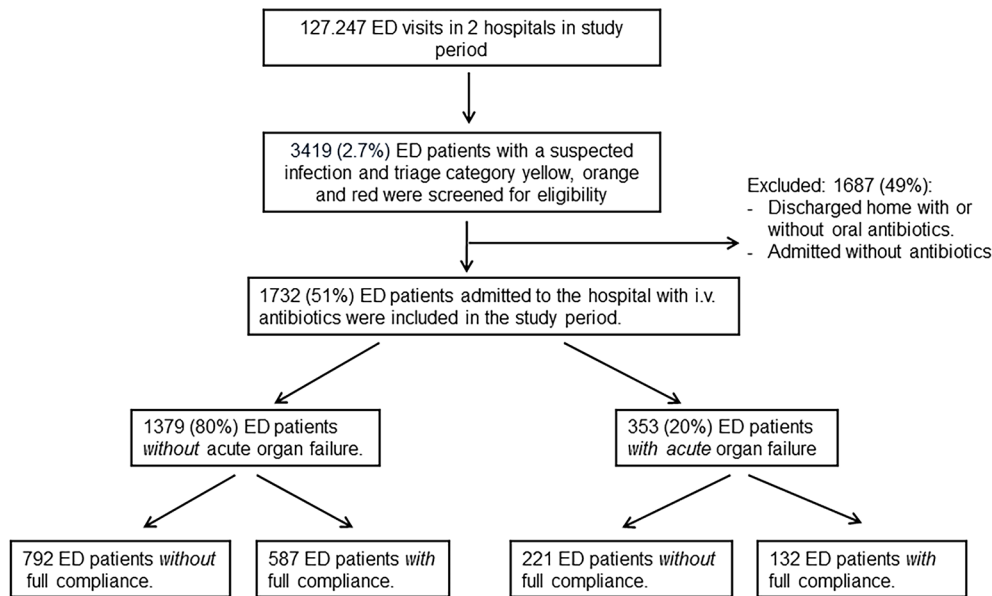 127.247 ED visits in 2 hospitals in study
period
3419 (2.7%) ED patients with a suspected
infection and triage category yellow, orange
and red were screened for eligibility
Excluded: 1687 (49%):
- Discharged home with or
without oral antibiotics.
- Admitted without antibiotics
1732 (51%) ED patients admitted to the hospital with i.v.
antibiotics were included in the study period.
1379 (80%) ED patients
without acute organ failure.
353 (20%) ED patients
with acute organ failure
792 ED patients without
full compliance.
587 ED patients with
full compliance.
221 ED patients without
full compliance.
132 ED patients with
full compliance.